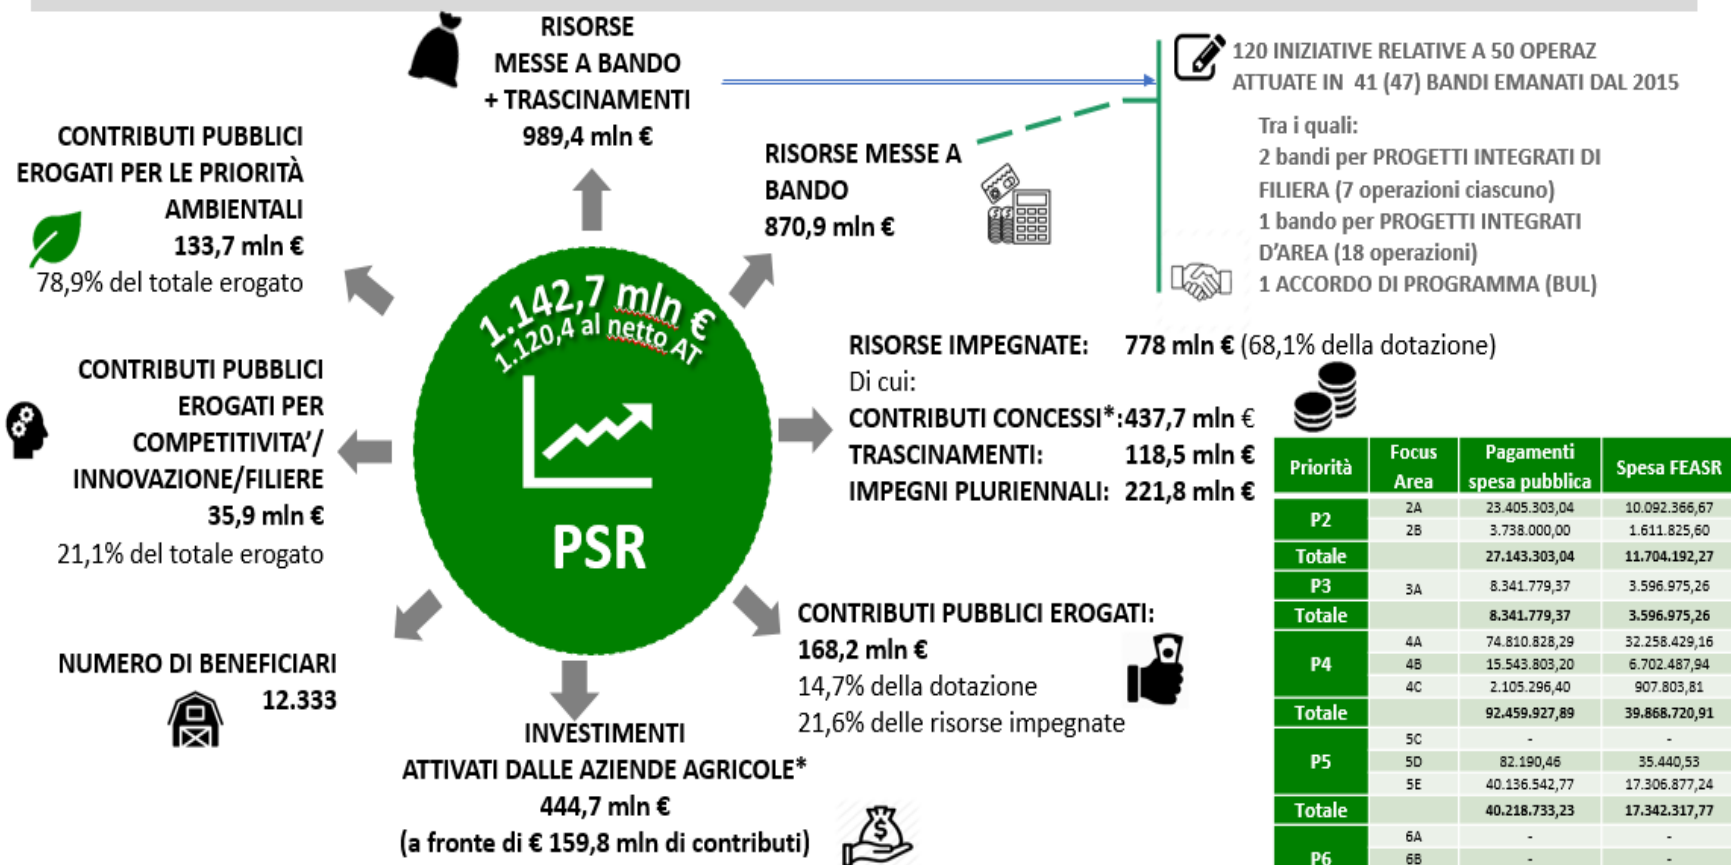 RISORSE
MESSE A BANDO
+ TRASCINAMENTI
989,4 mln €
120 INIZIATIVE RELATIVE A 50 OPERAZ
ATTUATE IN 41 (47) BANDI EMANATI DAL 2015
Tra i quali:
2 bandi per PROGETTI INTEGRATI DI
FILIERA (7 operazioni ciascuno)
1 bando per PROGETTI INTEGRATI
D'AREA (18 operazioni)
1 ACCORDO DI PROGRAMMA (BUL)
CONTRIBUTI PUBBLICI
EROGATI PER LE PRIORITÀ
AMBIENTALI
133,7 mln €
78,9% del totale erogato
RISORSE MESSE A
BANDO
870,9 mln €
1.142,7 mln €
1.120,4 al netto AT
PSR
CONTRIBUTI PUBBLICI
EROGATI PER
COMPETITIVITA'/
INNOVAZIONE/FILIERE
35,9 mln €
21,1% del totale erogato
RISORSE IMPEGNATE: 778 mln € (68,1% della dotazione)
Di cui:
CONTRIBUTI CONCESSI*:437,7 mln €
TRASCINAMENTI: 118,5 mln €
IMPEGNI PLURIENNALI: 221,8 mln €
NUMERO DI BENEFICIARI
12.333
INVESTIMENTI
ATTIVATI DALLE AZIENDE AGRICOLE*
444,7 mln €
(a fronte di € 159,8 mln di contributi)
CONTRIBUTI PUBBLICI EROGATI:
168,2 mln €
14,7% della dotazione
21,6% delle risorse impegnate
Priorità Focus Area Pagamenti spesa pubblica Spesa FEASR
P2 2A 23.405.303,04 10.092.366,67
2B 3.738.000,00 1.611.825,60
Totale 27.143.303,04 11.704.192,27
P3 3A 8.341.779,37 3.596.975,26
Totale 8.341.779,37 3.596.975,26
P4 4A 74.810.828,29 32.258.429,16
4B 15.543.803,20 6.702.487,94
4C 2.105.296,40 907.803,81
Totale 92.459.927,89 39.868.720,91
P5 5C - -
5D 82.190,46 35.440,53
5E 40.136.542,77 17.306.877,24
Totale 40.218.733,23 17.342.317,77
P6 6A - -
6B - -